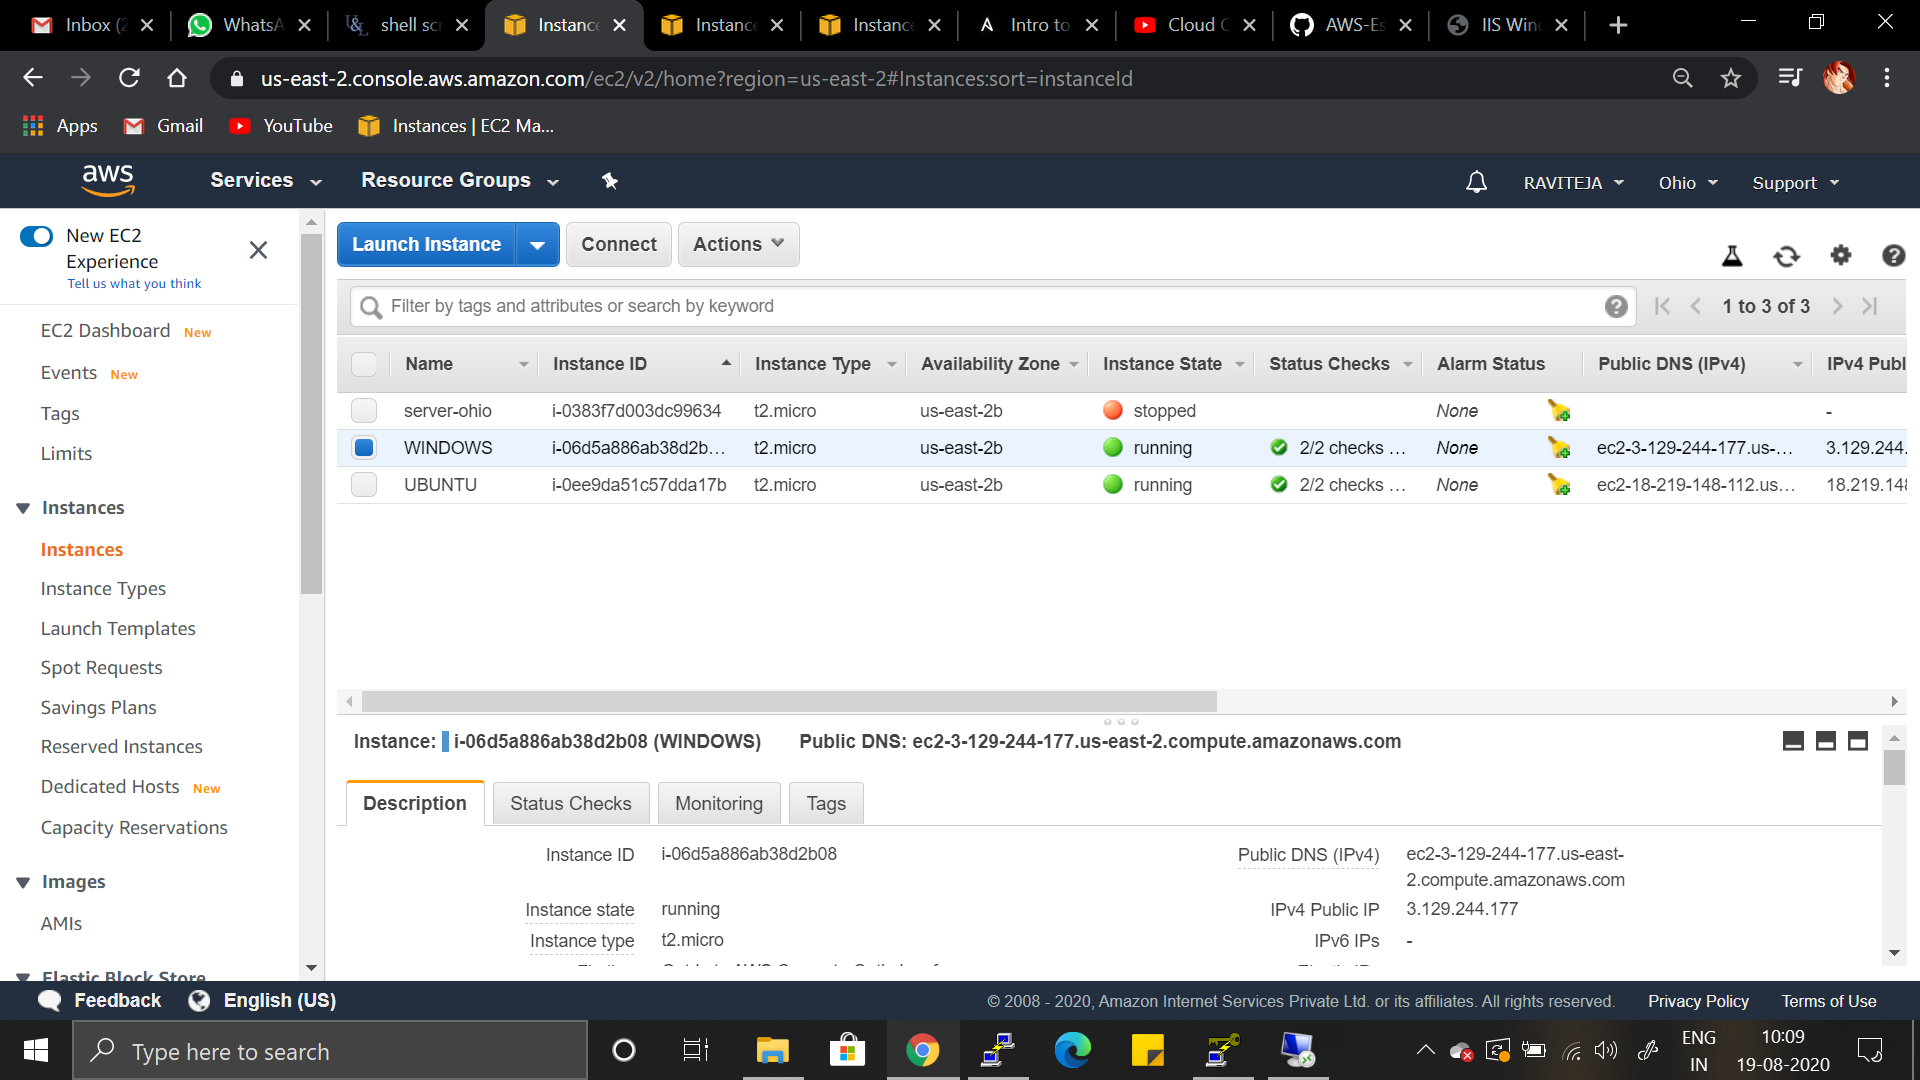 Inbox (2
WhatsA
shell scr
Instance
Instance
Instance
Intro to
Cloud C
AWS-Es
IIS Wind
us-east-2.console.aws.amazon.com/ec2/v2/home?region=us-east-2#Instances:sort=instanceId
Apps
Gmail
YouTube
Instances | EC2 Ma...
aws
Services
Resource Groups
RAVITEJA
Ohio
Support
New EC2
Experience
Tell us what you think
EC2 Dashboard New
Events New
Tags
Limits
Instances
Instances
Instance Types
Launch Templates
Spot Requests
Savings Plans
Reserved Instances
Dedicated Hosts New
Capacity Reservations
Images
AMIs
Elastic Block Store
Launch Instance
Connect
Actions
Filter by tags and attributes or search by keyword
1 to 3 of 3
Name Instance ID Instance Type Availability Zone Instance State Status Checks Alarm Status Public DNS (IPv4) IPv4 Publ
server-ohio i-0383f7d003dc99634 t2.micro us-east-2b stopped None -
WINDOWS i-06d5a886ab38d2b... t2.micro us-east-2b running 2/2 checks ... None ec2-3-129-244-177.us-... 3.129.244.
UBUNTU i-0ee9da51c57dda17b t2.micro us-east-2b running 2/2 checks ... None ec2-18-219-148-112.us... 18.219.148
Instance: i-06d5a886ab38d2b08 (WINDOWS) Public DNS: ec2-3-129-244-177.us-east-2.compute.amazonaws.com
Description
Status Checks
Monitoring
Tags
Instance ID i-06d5a886ab38d2b08
Instance state running
Instance type t2.micro
Public DNS (IPv4) ec2-3-129-244-177.us-east-
2.compute.amazonaws.com
IPv4 Public IP 3.129.244.177
IPv6 IPs -
Feedback
English (US)
© 2008 - 2020, Amazon Internet Services Private Ltd. or its affiliates. All rights reserved.
Privacy Policy
Terms of Use
Type here to search
ENG
IN
10:09
19-08-2020